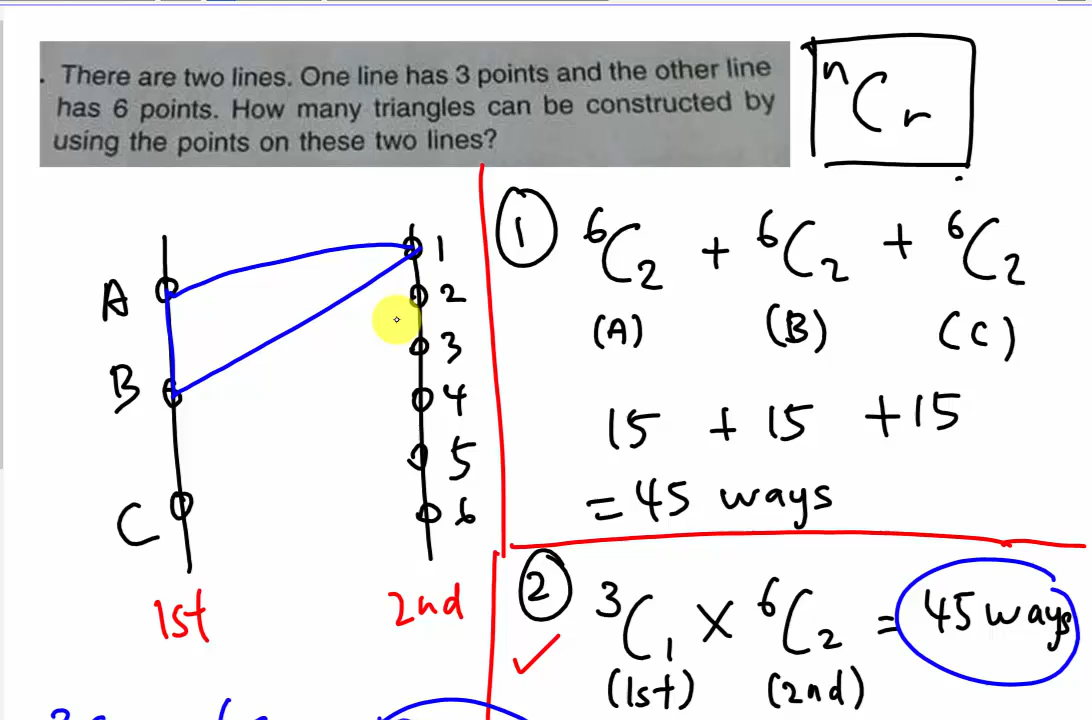 . There are two lines. One line has 3 points and the other line
has 6 points. How many triangles can be constructed by
using the points on these two lines?
ⁿCᵣ
① ⁶C₂ + ⁶C₂ + ⁶C₂
(A) (B) (C)
15 + 15 + 15
= 45 ways
A
B
C
1
2
3
4
5
6
1st
2nd
② ³C₁ × ⁶C₂ = 45 ways
(1st) (2nd)